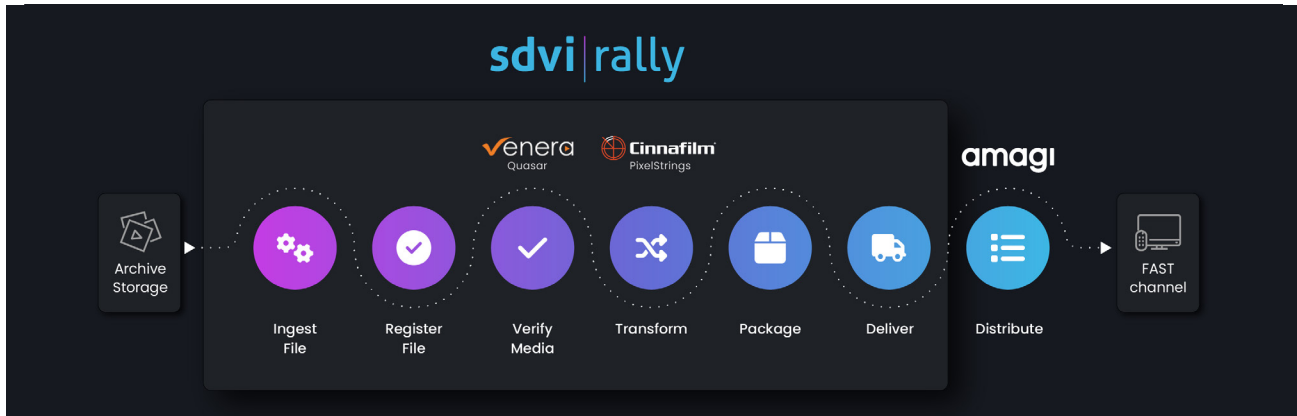 sdvi|rally
venera
Quasar
Cinnafilm
PixelStrings
amagi
Archive
Storage
Ingest
File
Register
File
Verify
Media
Transform
Package
Deliver
Distribute
FAST
channel